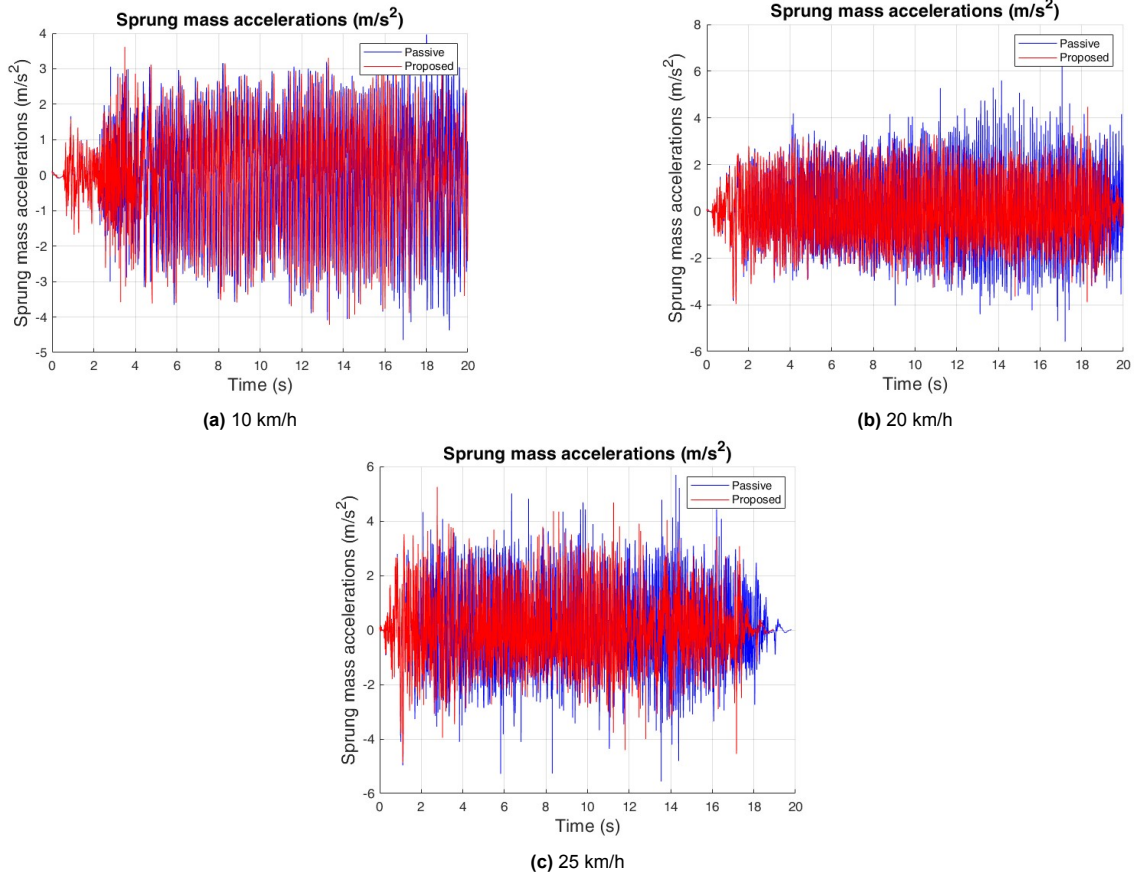 Sprung mass accelerations (m/s²)
Sprung mass accelerations (m/s²)
4
3
2
1
0
-1
-2
-3
-4
-5
Passive
Proposed
0 2 4 6 8 10 12 14 16 18 20
Time (s)
(a) 10 km/h
Sprung mass accelerations (m/s²)
Sprung mass accelerations (m/s²)
8
6
4
2
0
-2
-4
-6
Passive
Proposed
0 2 4 6 8 10 12 14 16 18 20
Time (s)
(b) 20 km/h
Sprung mass accelerations (m/s²)
Sprung mass accelerations (m/s²)
6
4
2
0
-2
-4
-6
Passive
Proposed
0 2 4 6 8 10 12 14 16 18 20
Time (s)
(c) 25 km/h